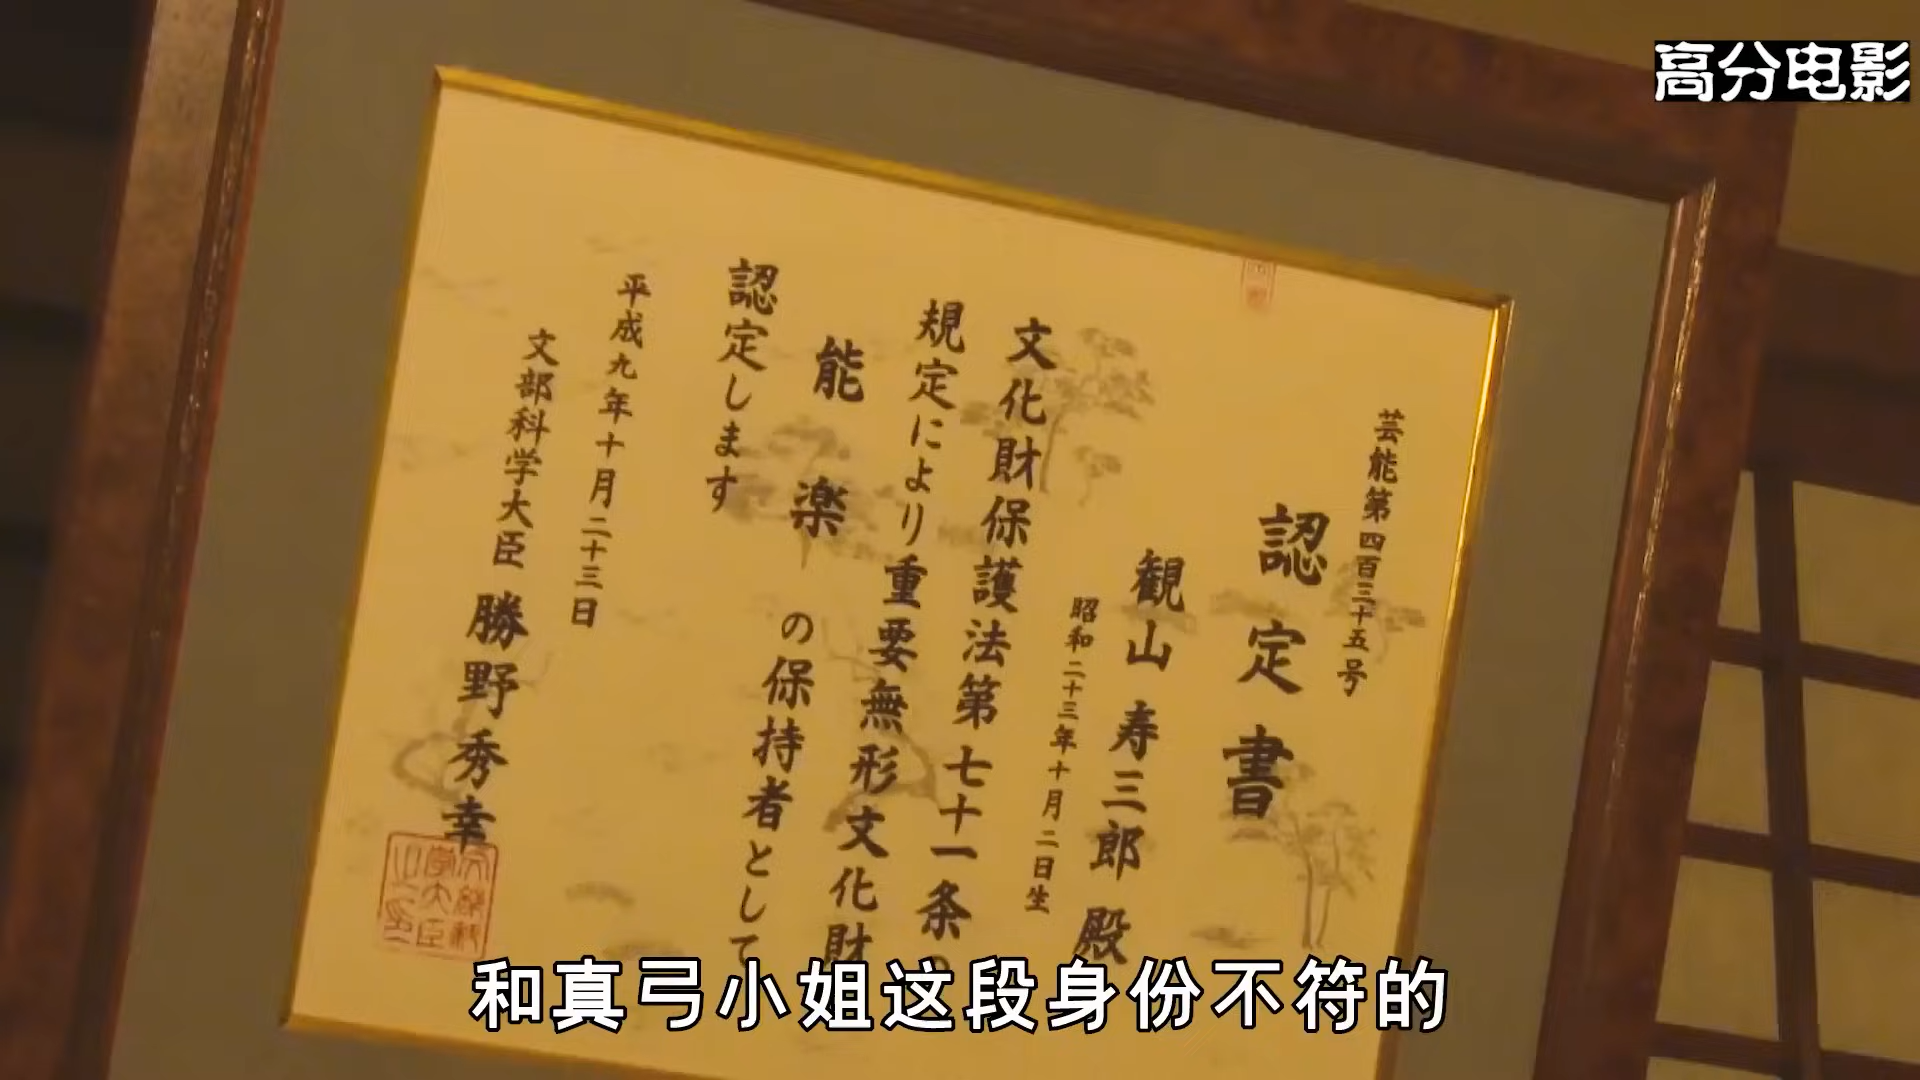 高分电影
芸能第四百三十五号
認定書
観山寿三郎殿
昭和二十三年十月二日生
文化財保護法第七十一条の
規定により重要無形文化財
能楽の保持者として
認定します
平成九年十月二十三日
文部科学大臣 勝野秀幸
和真弓小姐这段身份不符的